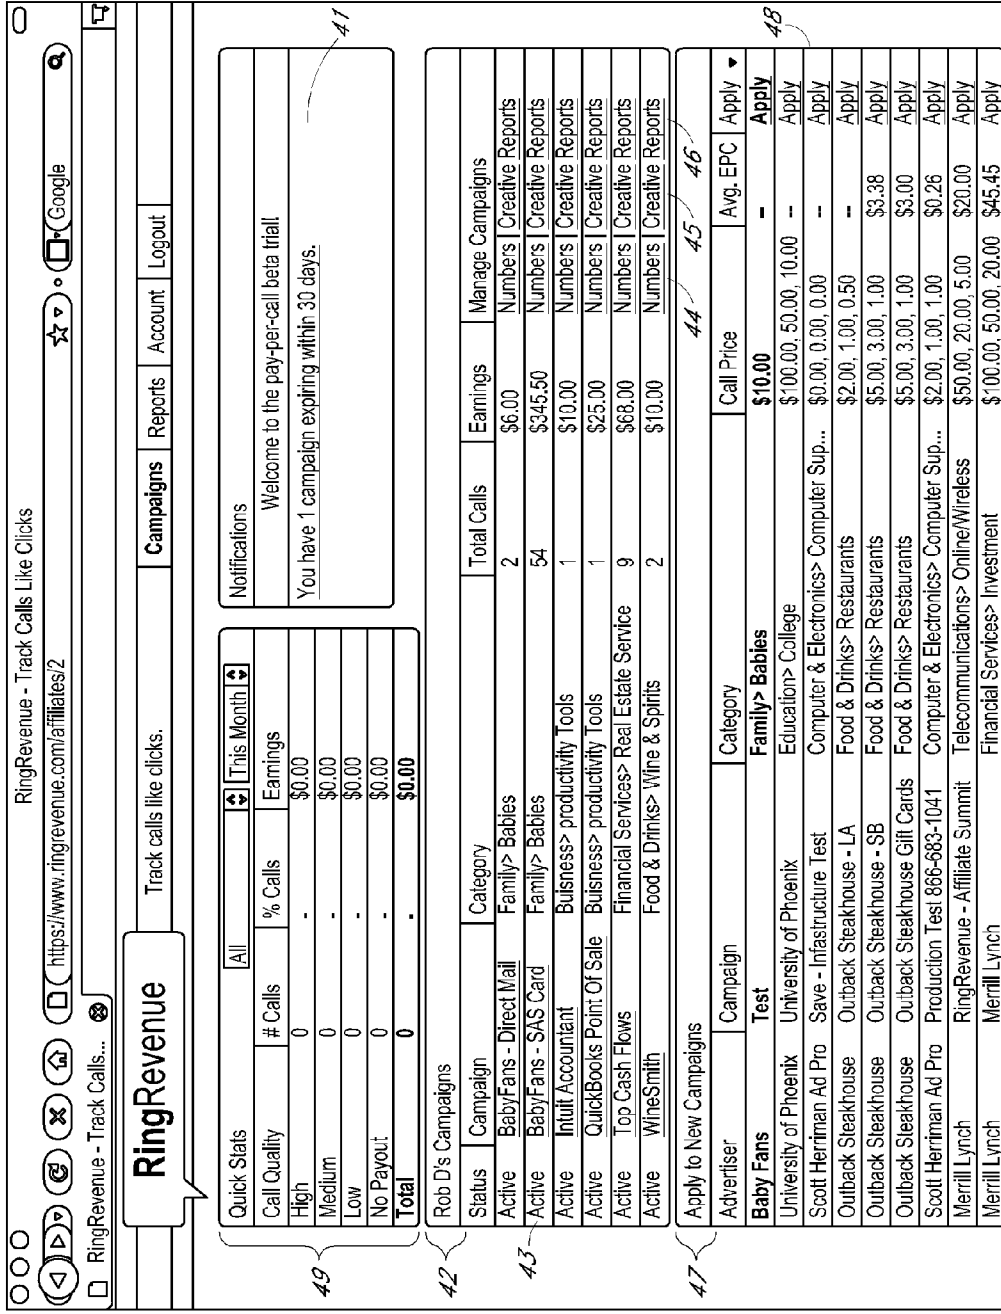 RingRevenue - Track Calls Like Clicks
https://www.ringrevenue.com/affiliates/2
Google
RingRevenue - Track Calls...
RingRevenue
Track calls like clicks.
Campaigns Reports Account Logout
Quick Stats All This Month
Call Quality # Calls % Calls Earnings
High 0 - $0.00
Medium 0 - $0.00
Low 0 - $0.00
No Payout 0 - $0.00
Total 0 - $0.00
49
Notifications
Welcome to the pay-per-call beta trial!
You have 1 campaign expiring within 30 days.
41
42
Rob D's Campaigns
Status Campaign Category Total Calls Earnings Manage Campaigns
Active BabyFans - Direct Mail Family> Babies 2 $6.00 Numbers | Creative Reports
Active BabyFans - SAS Card Family> Babies 54 $345.50 Numbers | Creative Reports
Active Intuit Accountant Buisness> productivity Tools 1 $10.00 Numbers | Creative Reports
Active QuickBooks Point Of Sale Buisness> productivity Tools 1 $25.00 Numbers | Creative Reports
Active Top Cash Flows Financial Services> Real Estate Service 9 $68.00 Numbers | Creative Reports
Active WineSmith Food & Drinks> Wine & Spirits 2 $10.00 Numbers | Creative Reports
43
44 45 46
47
Apply to New Campaigns
48
Advertiser Campaign Category Call Price Avg. EPC Apply
Baby Fans Test Family> Babies $10.00 -- Apply
University of Phoenix University of Phoenix Education> College $100.00, 50.00, 10.00 -- Apply
Scott Herriman Ad Pro Save - Infastructure Test Computer & Electronics> Computer Sup... $0.00, 0.00, 0.00 -- Apply
Outback Steakhouse Outback Steakhouse - LA Food & Drinks> Restaurants $2.00, 1.00, 0.50 -- Apply
Outback Steakhouse Outback Steakhouse - SB Food & Drinks> Restaurants $5.00, 3.00, 1.00 $3.38 Apply
Outback Steakhouse Outback Steakhouse Gift Cards Food & Drinks> Restaurants $5.00, 3.00, 1.00 $3.00 Apply
Scott Herriman Ad Pro Production Test 866-683-1041 Computer & Electronics> Computer Sup... $2.00, 1.00, 1.00 $0.26 Apply
Merrill Lynch RingRevenue - Affiliate Summit Telecommunications> Online/Wireless $50.00, 20.00, 5.00 $20.00 Apply
Merrill Lynch Merrill Lynch Financial Services> Investment $100.00, 50.00, 20.00 $45.45 Apply